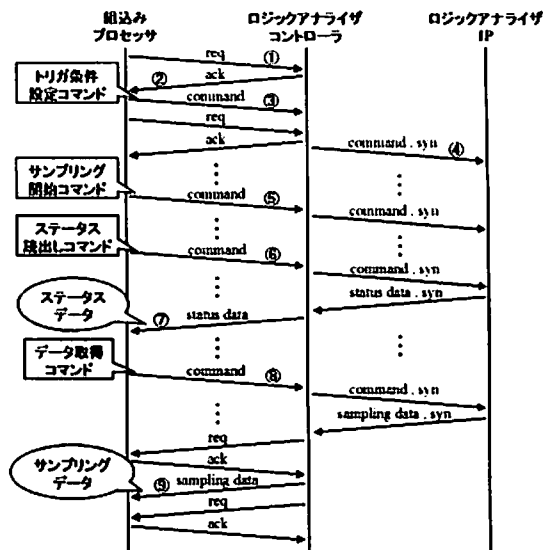 組込み
プロセッサ
ロジックアナライザ
コントローラ
ロジックアナライザ
IP
req ①
② ack
トリガ条件
設定コマンド
command ③
req
ack
command . syn ④
サンプリング
開始コマンド
command ⑤
command . syn
ステータス
読出しコマンド
command ⑥
command . syn
status data . syn
ステータス
データ
⑦ status data
データ取得
コマンド
command ⑧
command . syn
sampling data . syn
req
ack
サンプリング
データ
⑨ sampling data
req
ack